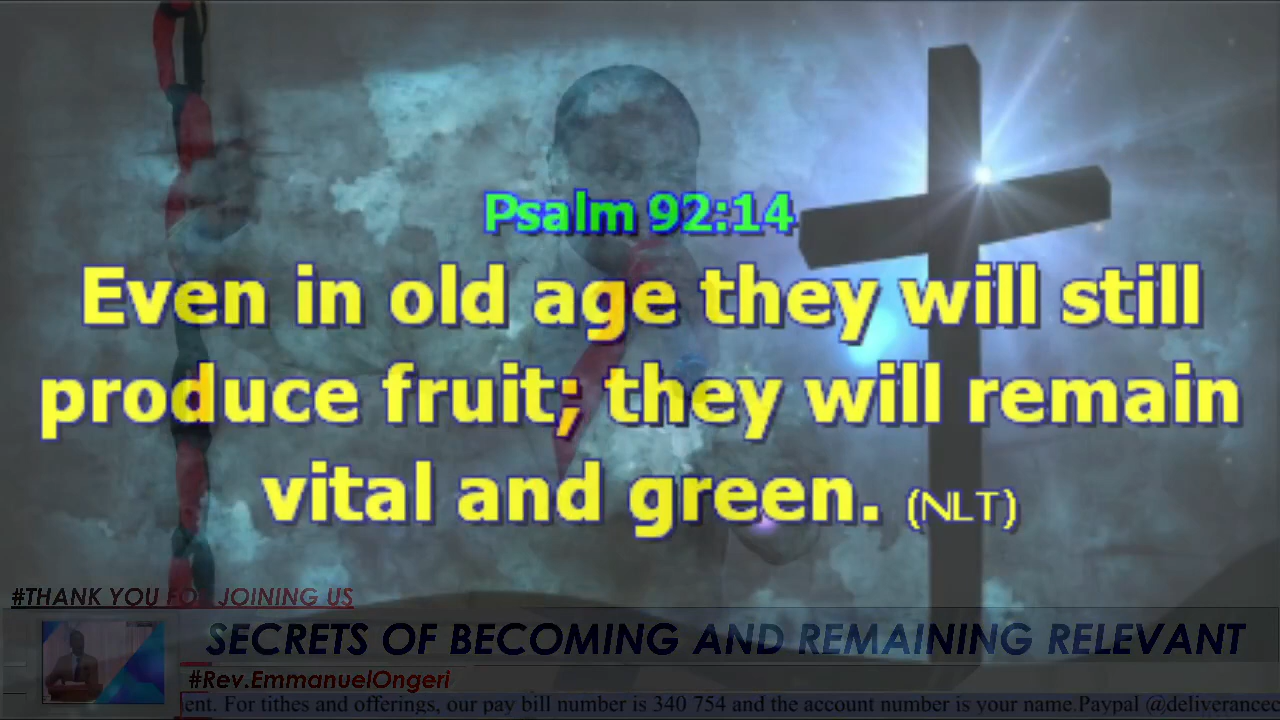 Psalm 92:14
Even in old age they will still
produce fruit; they will remain
vital and green. (NLT)
#THANK YOU FOR JOINING US
SECRETS OF BECOMING AND REMAINING RELEVANT
#Rev.EmmanuelOngeri
ent. For tithes and offerings, our pay bill number is 340 754 and the account number is your name.Paypal @deliverancec